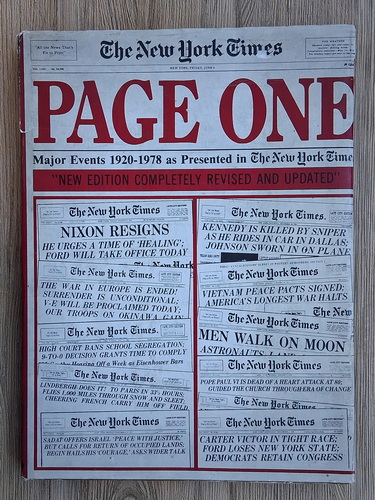 "All the News That's
Fit to Print"
The New York Times
NEW YORK, FRIDAY, JUNE
PAGE ONE
Major Events 1920-1978 as Presented in The New York Time
"NEW EDITION COMPLETELY REVISED AND UPDATED"
The New York Times
NIXON RESIGNS
HE URGES A TIME OF 'HEALING';
FORD WILL TAKE OFFICE TODAY
The New York Times
THE WAR IN EUROPE IS ENDED!
SURRENDER IS UNCONDITIONAL;
V-E WILL BE PROCLAIMED TODAY;
OUR TROOPS ON OKINAWA GAIN
The New York Times
HIGH COURT BANS SCHOOL SEGREGATION;
9-TO-0 DECISION GRANTS TIME TO COMPLY
Off a Week as Eisenhower Bars
The New York Times.
LINDBERGH DOES IT! TO PARIS IN 33½ HOURS;
FLIES 1,000 MILES THROUGH SNOW AND SLEET;
CHEERING FRENCH CARRY HIM OFF FIELD
The New York Times
SADAT OFFERS ISRAEL 'PEACE WITH JUSTICE,'
BUT CALLS FOR RETURN OF OCCUPIED LANDS;
BEGIN HAILS HIS 'COURAGE,' ASKS WIDER TALK
The New York Times.
KENNEDY IS KILLED BY SNIPER
AS HE RIDES IN CAR IN DALLAS;
JOHNSON SWORN IN ON PLANE
The New York Times
VIETNAM PEACE PACTS SIGNED;
AMERICA'S LONGEST WAR HALTS
The New York Times
MEN WALK ON MOON
ASTRONAUTS LAND
The New York Times
POPE PAUL VI IS DEAD OF A HEART ATTACK AT 80;
GUIDED THE CHURCH THROUGH ERA OF CHANGE
The New York Times
The New York Times
CARTER VICTOR IN TIGHT RACE;
FORD LOSES NEW YORK STATE;
DEMOCRATS RETAIN CONGRESS